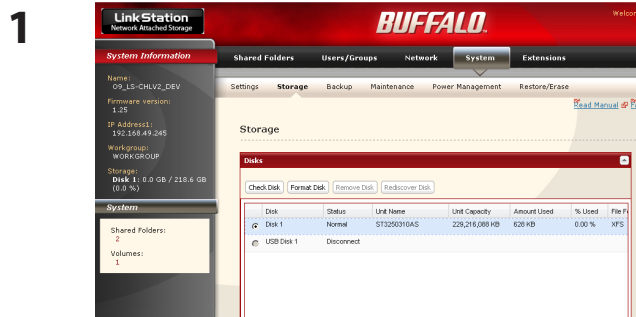 1
LinkStation
Network Attached Storage
BUFFALO
Welcor
System Information
Shared Folders Users/Groups Network System Extensions
Settings Storage Backup Maintenance Power Management Restore/Erase
Read Manual
Name:
09_LS-CHLV2_DEV
Firmware version:
1.25
IP Address1:
192.168.49.245
Workgroup:
WORKGROUP
Storage:
Disk 1: 0.0 GB / 218.6 GB
(0.0 %)
System
Shared Folders:
2
Volumes:
1
Storage
Disks
Check Disk Format Disk Remove Disk Rediscover Disk
Disk Status Unit Name Unit Capacity Amount Used % Used File F
Disk 1 Normal ST3250310AS 229,216,088 KB 628 KB 0.00 % XFS
USB Disk 1 Disconnect